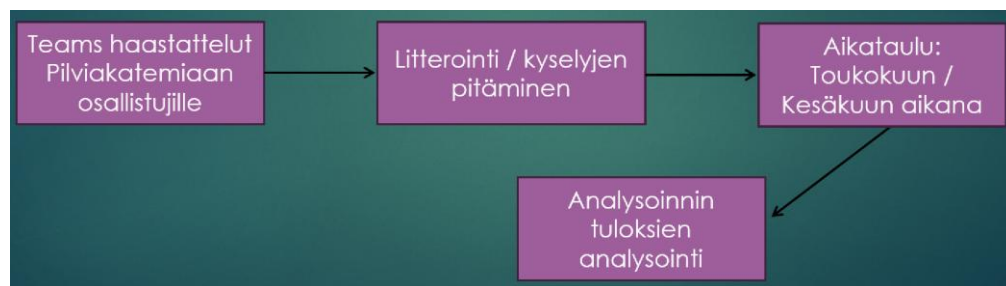 Teams haastattelut
Pilviakatemiaan
osallistujille
Litterointi / kyselyjen
pitäminen
Aikataulu:
Toukokuun /
Kesäkuun aikana
Analysoinnin
tuloksien
analysointi